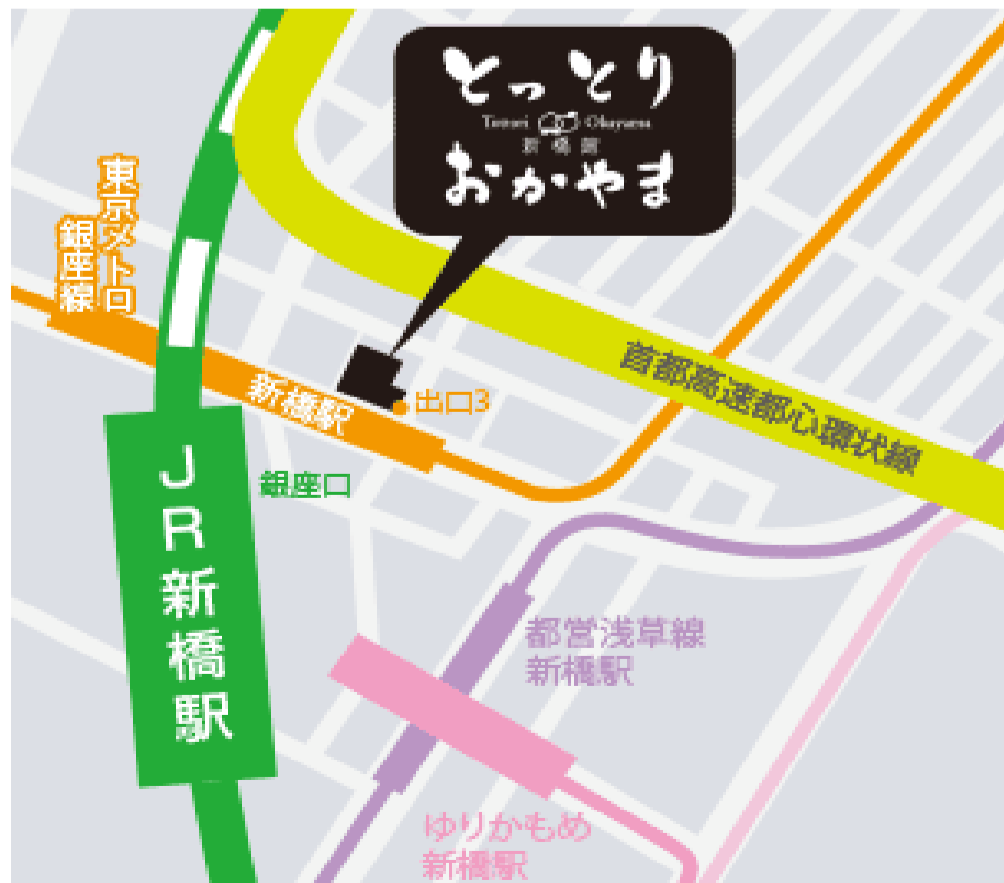 とっとり
Tottori Okayama
新橋館
おかやま
東京メトロ
銀座線
新橋駅
出口3
首都高速都心環状線
銀座口
JR新橋駅
都営浅草線
新橋駅
ゆりかもめ
新橋駅